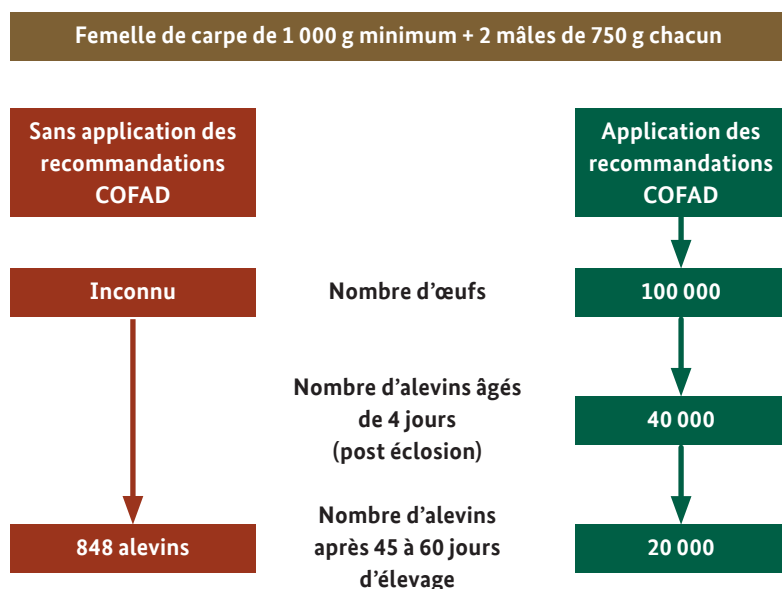 Femelle de carpe de 1 000 g minimum + 2 mâles de 750 g chacun
Sans application des
recommandations
COFAD
Application des
recommandations
COFAD
Inconnu
Nombre d'œufs
100 000
Nombre d'alevins âgés
de 4 jours
(post éclosion)
40 000
848 alevins
Nombre d'alevins
après 45 à 60 jours
d'élevage
20 000